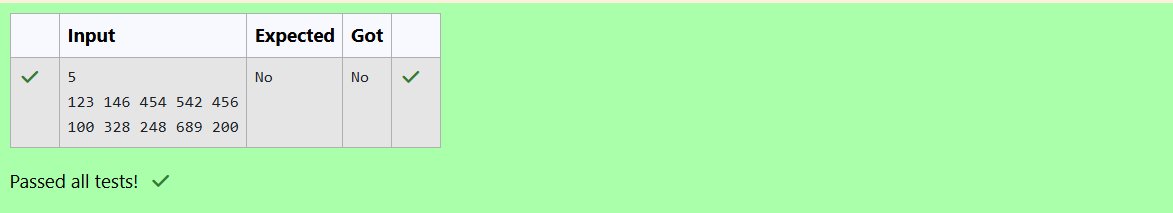 Input Expected Got
5 No No
123 146 454 542 456
100 328 248 689 200
Passed all tests!